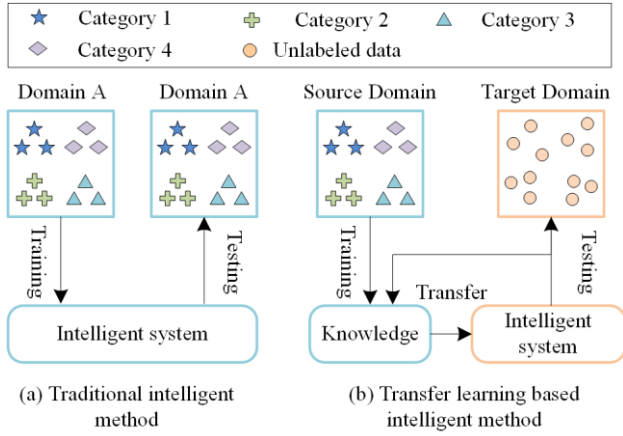 Category 1 Category 2 Category 3
Category 4 Unlabeled data
Domain A Domain A Source Domain Target Domain
Training Testing Training Testing
Transfer
Intelligent system Knowledge Intelligent
system
(a) Traditional intelligent
method
(b) Transfer learning based
intelligent method